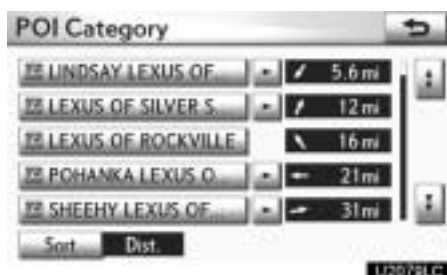 POI Category
LINDSAY LEXUS OF... 5.6 mi
LEXUS OF SILVER S... 12 mi
LEXUS OF ROCKVILLE 16 mi
POHANKA LEXUS O... 21 mi
SHEEHY LEXUS OF... 31 mi
Sort Dist.